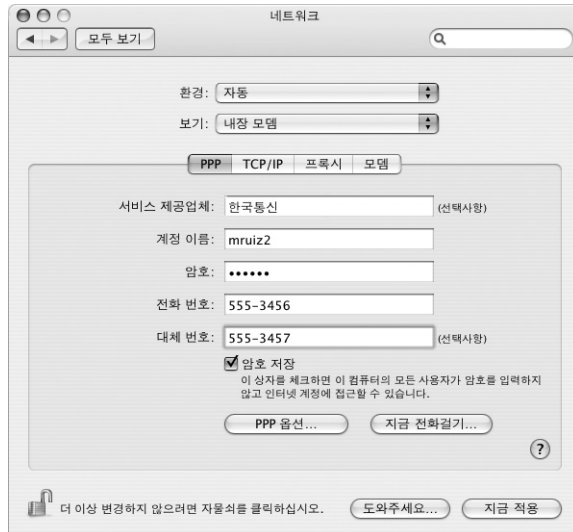 네트워크
모두 보기
환경: 자동
보기: 내장 모뎀
PPP TCP/IP 프록시 모뎀
서비스 제공업체: 한국통신 (선택사항)
계정 이름: mruiz2
암호: ••••••
전화 번호: 555-3456
대체 번호: 555-3457 (선택사항)
암호 저장
이 상자를 체크하면 이 컴퓨터의 모든 사용자가 암호를 입력하지
않고 인터넷 계정에 접근할 수 있습니다.
PPP 옵션... 지금 전화걸기...
?
더 이상 변경하지 않으려면 자물쇠를 클릭하십시오. 도와주세요... 지금 적용